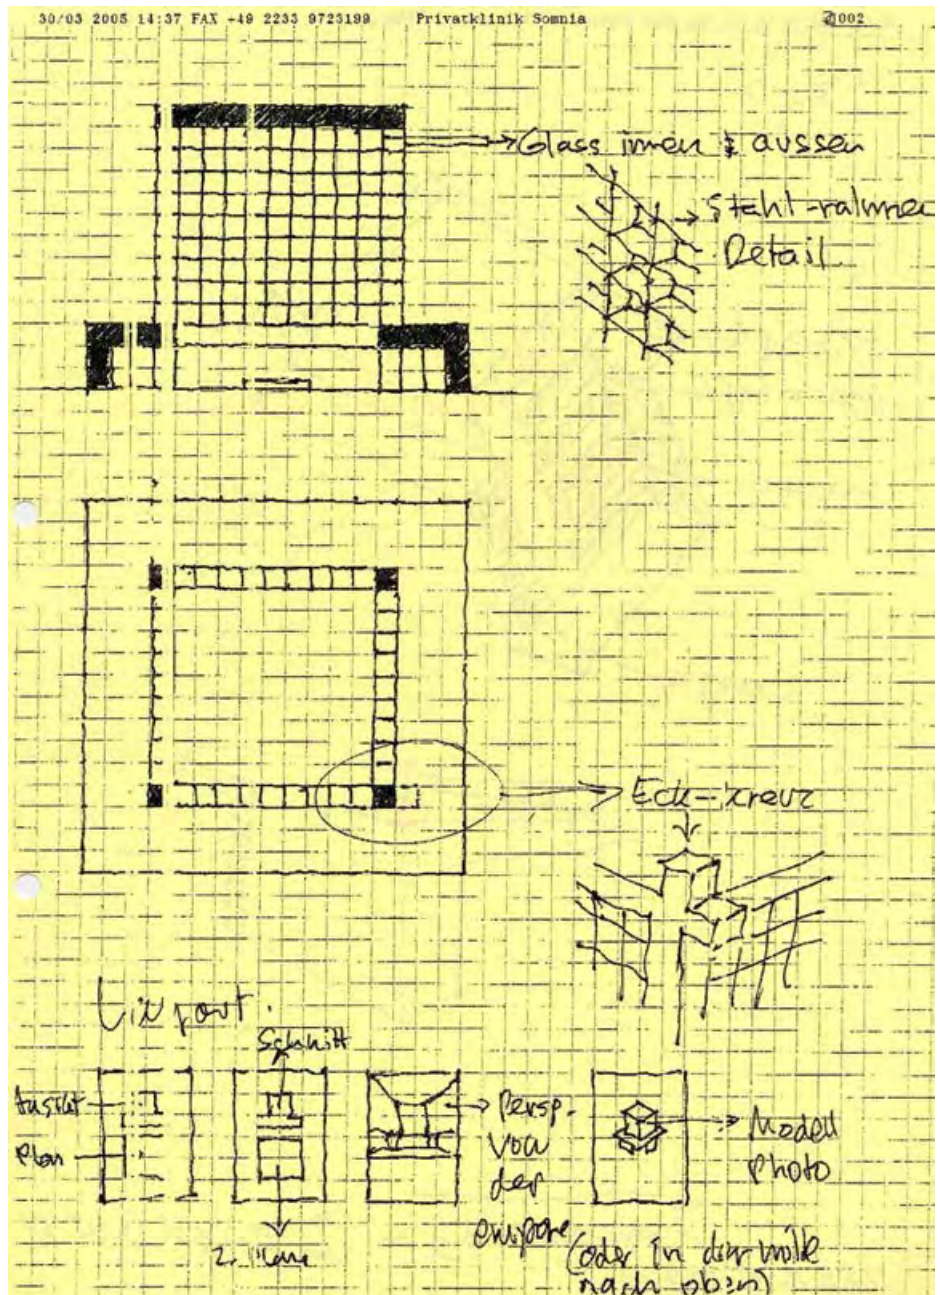 30/03 2005 14:37 FAX +49 2233 9723199 Privatklinik Somnia 002
Glass innen & aussen
Stahl-rahmen
Detail
Eck-kreuz
Schnitt
Ansicht
Plan
Persp.
von
der
empore
Modell
photo
(oder in der mitte
nach oben)